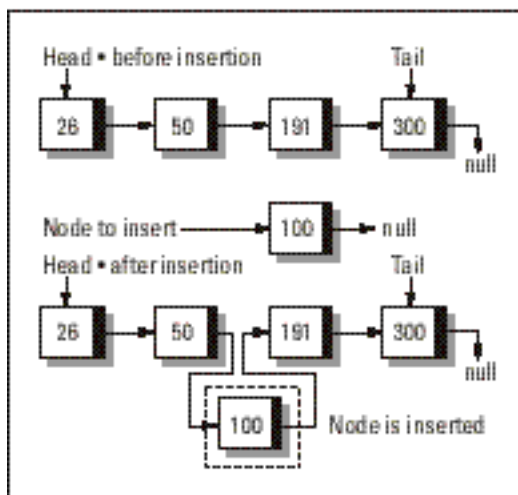 Head • before insertion Tail
26 50 191 300
null
Node to insert 100 null
Head • after insertion Tail
26 50 191 300
null
100 Node is inserted